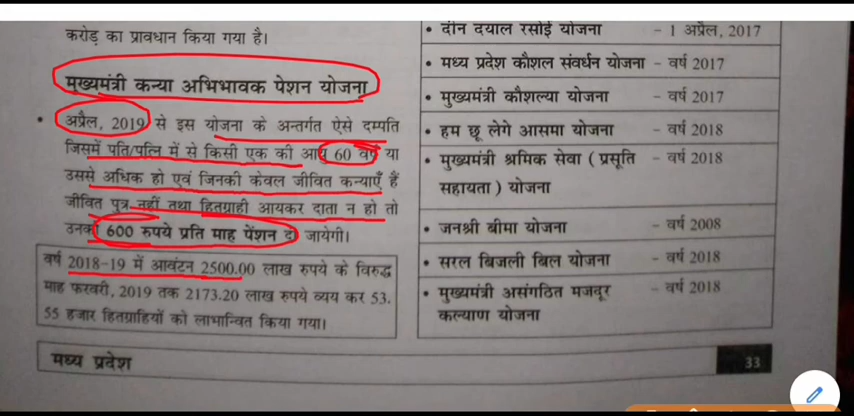 करोड़ का प्रावधान किया गया है।
मुख्यमंत्री कन्या अभिभावक पेशन योजना
• अप्रैल, 2019 से इस योजना के अन्तर्गत ऐसे दम्पति
जिसमें पति/पत्नि में से किसी एक की आयु 60 वर्ष या
उससे अधिक हो एवं जिनकी केवल जीवित कन्याएँ हैं
जीवित पुत्र नहीं तथा हितग्राही आयकर दाता न हो तो
उनको 600 रुपये प्रति माह पेंशन दी जायेगी।
वर्ष 2018-19 में आवंटन 2500.00 लाख रुपये के विरुद्ध
माह फरवरी, 2019 तक 2173.20 लाख रुपये व्यय कर 53.
55 हजार हितग्राहियों को लाभान्वित किया गया।
• दीन दयाल रसोई योजना - 1 अप्रैल, 2017
• मध्य प्रदेश कौशल संवर्धन योजना - वर्ष 2017
• मुख्यमंत्री कौशल्या योजना - वर्ष 2017
• हम छू लेगे आसमा योजना - वर्ष 2018
• मुख्यमंत्री श्रमिक सेवा ( प्रसूति - वर्ष 2018
सहायता ) योजना
• जनश्री बीमा योजना - वर्ष 2008
• सरल बिजली बिल योजना - वर्ष 2018
• मुख्यमंत्री असंगठित मजदूर - वर्ष 2018
कल्याण योजना
मध्य प्रदेश 33